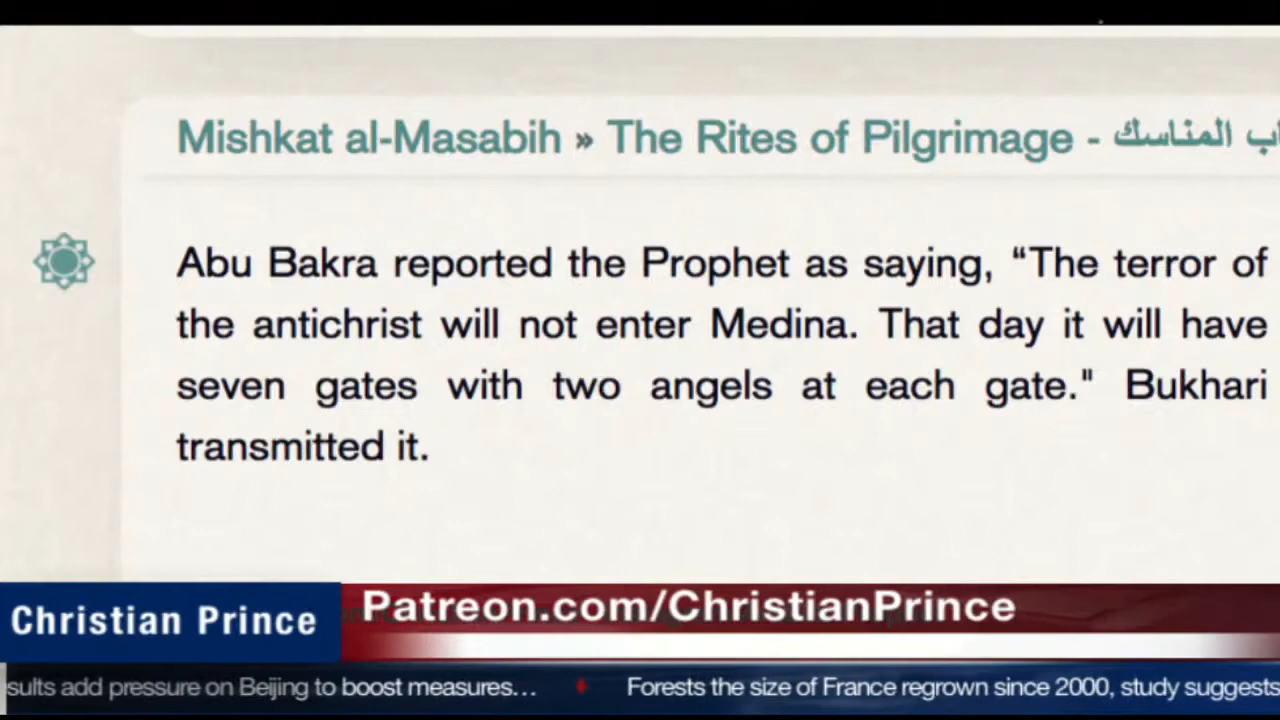 Mishkat al-Masabih » The Rites of Pilgrimage - المناسك
Abu Bakra reported the Prophet as saying, “The terror of
the antichrist will not enter Medina. That day it will have
seven gates with two angels at each gate." Bukhari
transmitted it.
Christian Prince
Patreon.com/ChristianPrince
sults add pressure on Beijing to boost measures... ♦ Forests the size of France regrown since 2000, study suggests